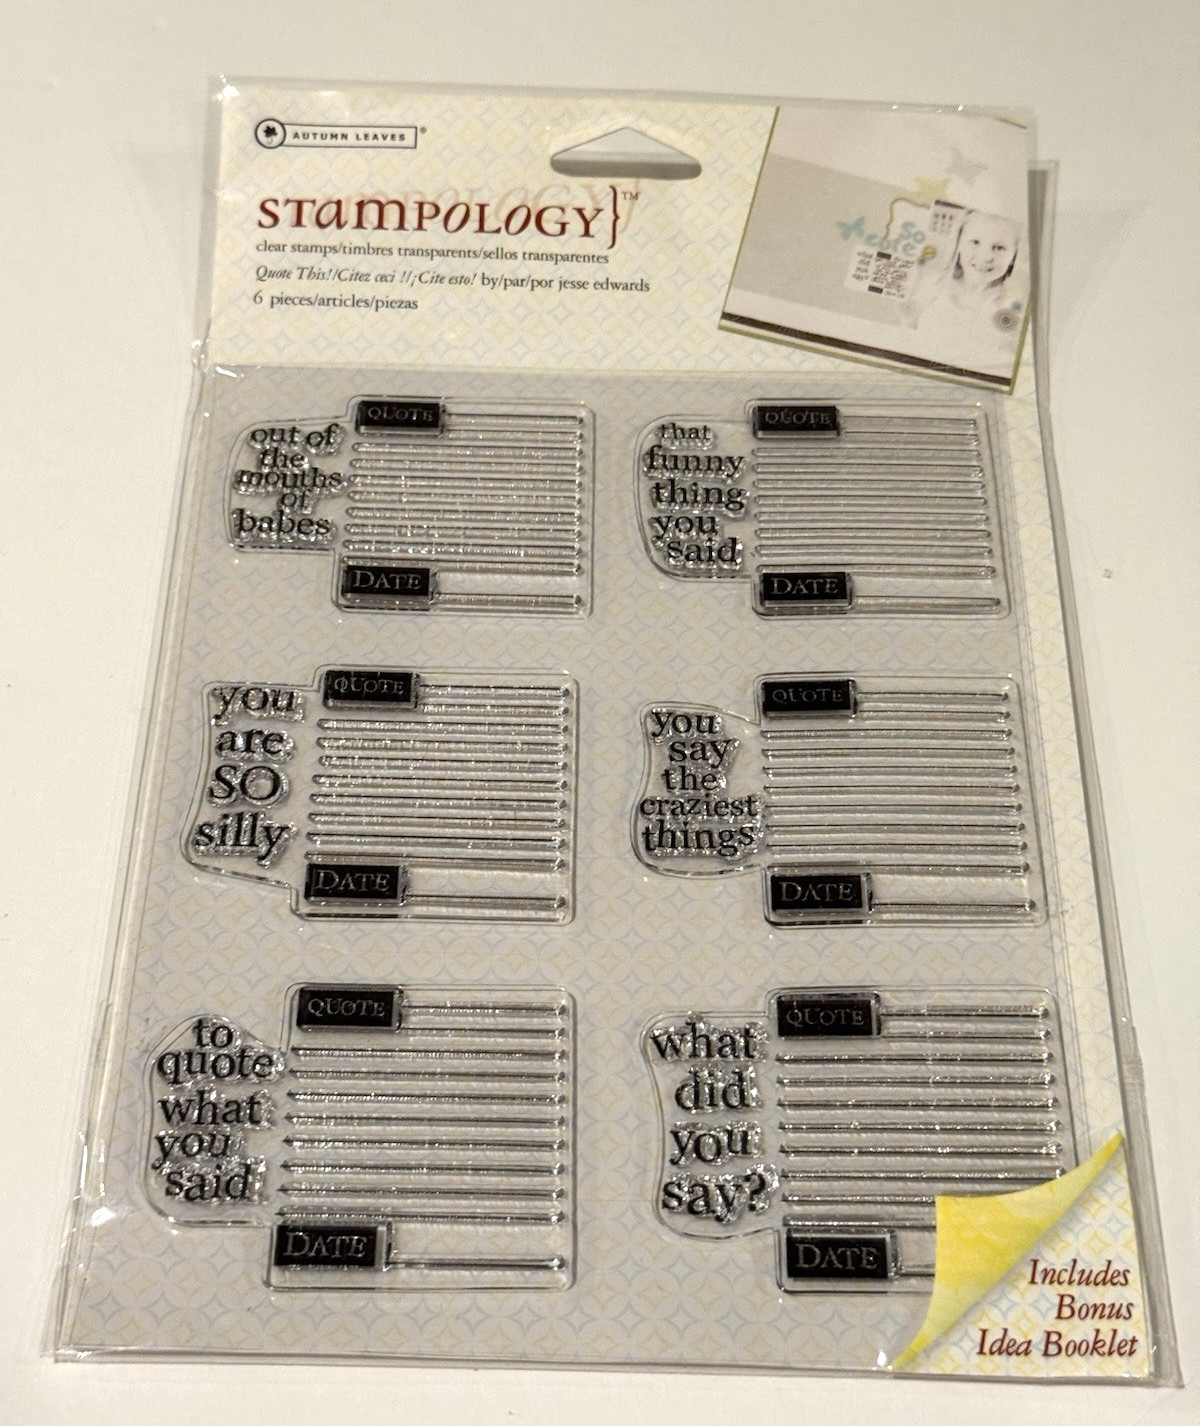 AUTUMN LEAVES®
STAMPOLOGY}™
clear stamps/timbres transparents/sellos transparentes
Quote This!/Citez ceci !/¡Cite esto! by/par/por jesse edwards
6 pieces/articles/piezas
so
cute
QUOTE
out of
the
mouths
of
babes
DATE
QUOTE
that
funny
thing
you
said
DATE
QUOTE
you
are
SO
silly
DATE
QUOTE
you
say
the
craziest
things
DATE
QUOTE
to
quote
what
you
said
DATE
QUOTE
what
did
you
say?
DATE
Includes
Bonus
Idea Booklet